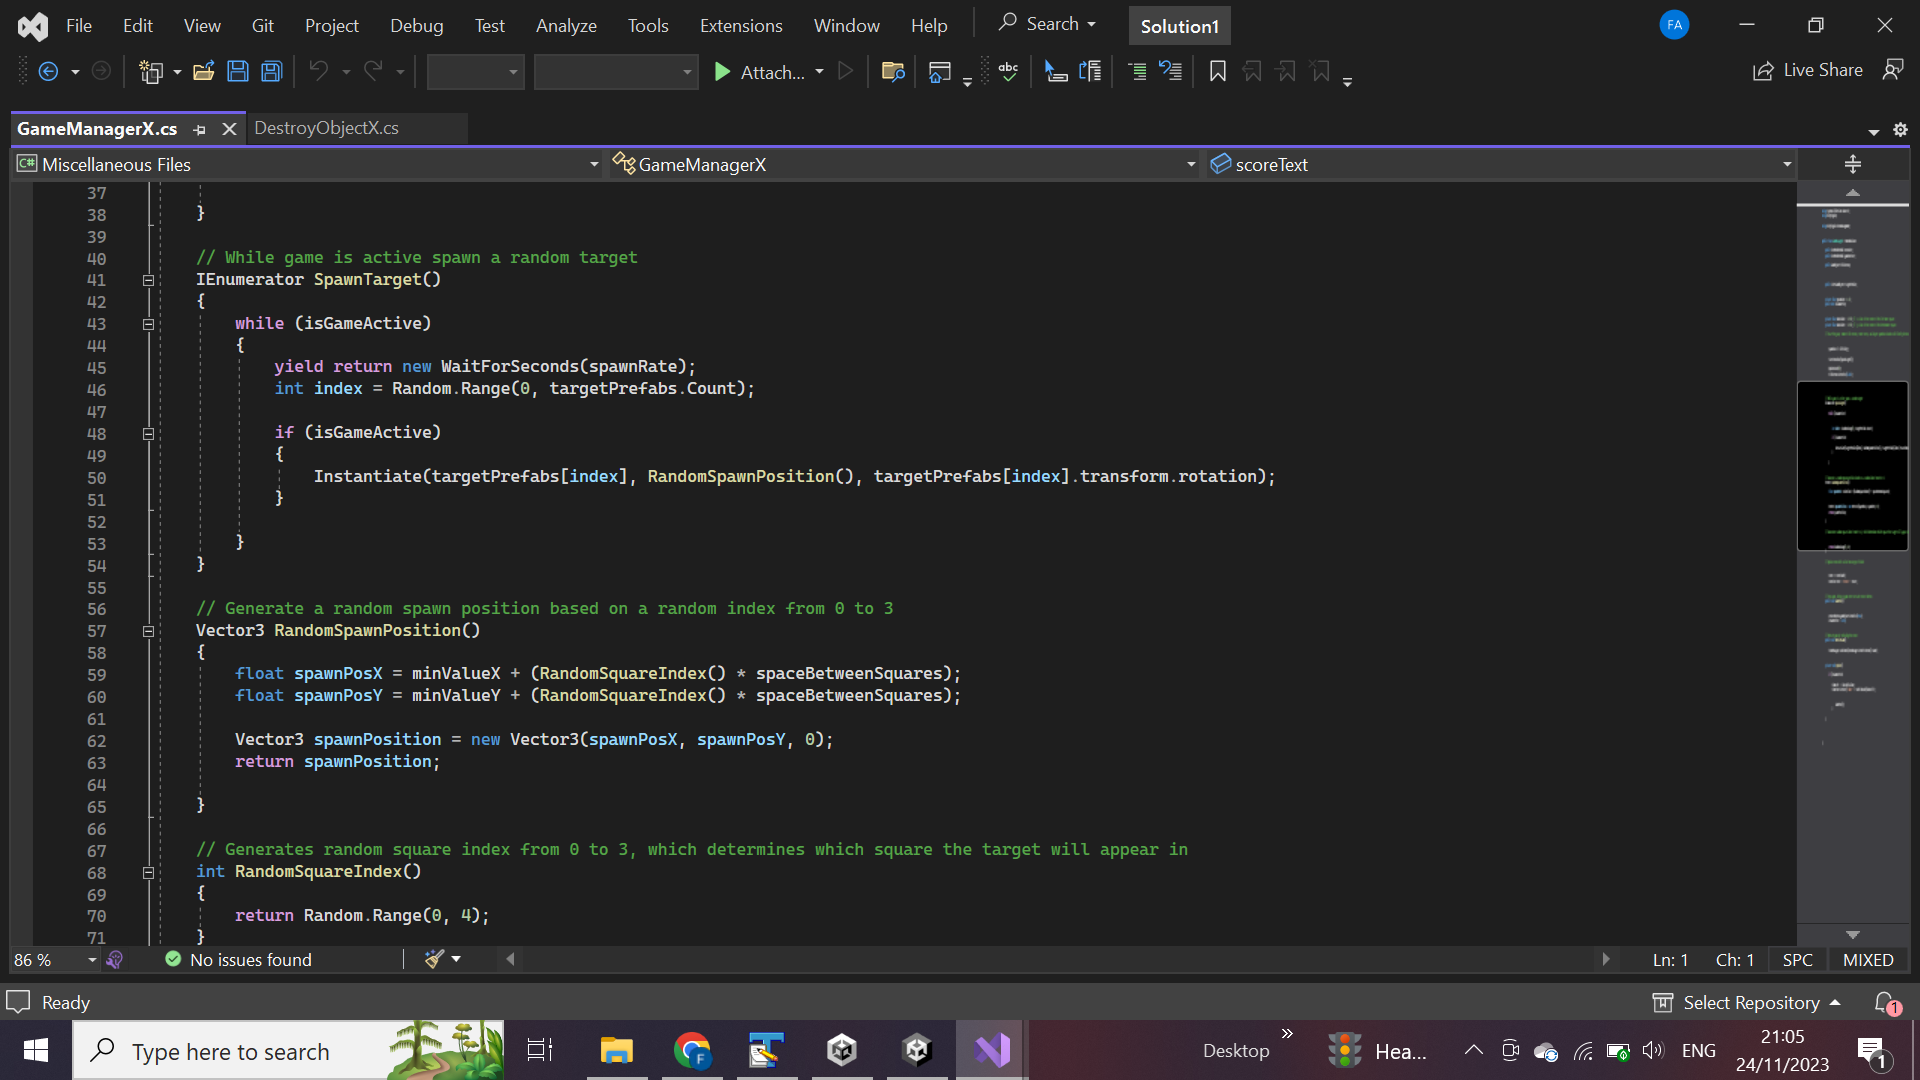 File Edit View Git Project Debug Test Analyze Tools Extensions Window Help Search Solution1 FA
Attach... abc Live Share
GameManagerX.cs DestroyObjectX.cs
C# Miscellaneous Files GameManagerX scoreText
37
38 }
39
40 // While game is active spawn a random target
41 IEnumerator SpawnTarget()
42 {
43 while (isGameActive)
44 {
45 yield return new WaitForSeconds(spawnRate);
46 int index = Random.Range(0, targetPrefabs.Count);
47
48 if (isGameActive)
49 {
50 Instantiate(targetPrefabs[index], RandomSpawnPosition(), targetPrefabs[index].transform.rotation);
51 }
52
53 }
54 }
55
56 // Generate a random spawn position based on a random index from 0 to 3
57 Vector3 RandomSpawnPosition()
58 {
59 float spawnPosX = minValueX + (RandomSquareIndex() * spaceBetweenSquares);
60 float spawnPosY = minValueY + (RandomSquareIndex() * spaceBetweenSquares);
61
62 Vector3 spawnPosition = new Vector3(spawnPosX, spawnPosY, 0);
63 return spawnPosition;
64
65 }
66
67 // Generates random square index from 0 to 3, which determines which square the target will appear in
68 int RandomSquareIndex()
69 {
70 return Random.Range(0, 4);
71 }
86 % No issues found Ln: 1 Ch: 1 SPC MIXED
Ready Select Repository 1
Type here to search F Desktop Hea... ENG 21:05 1
24/11/2023